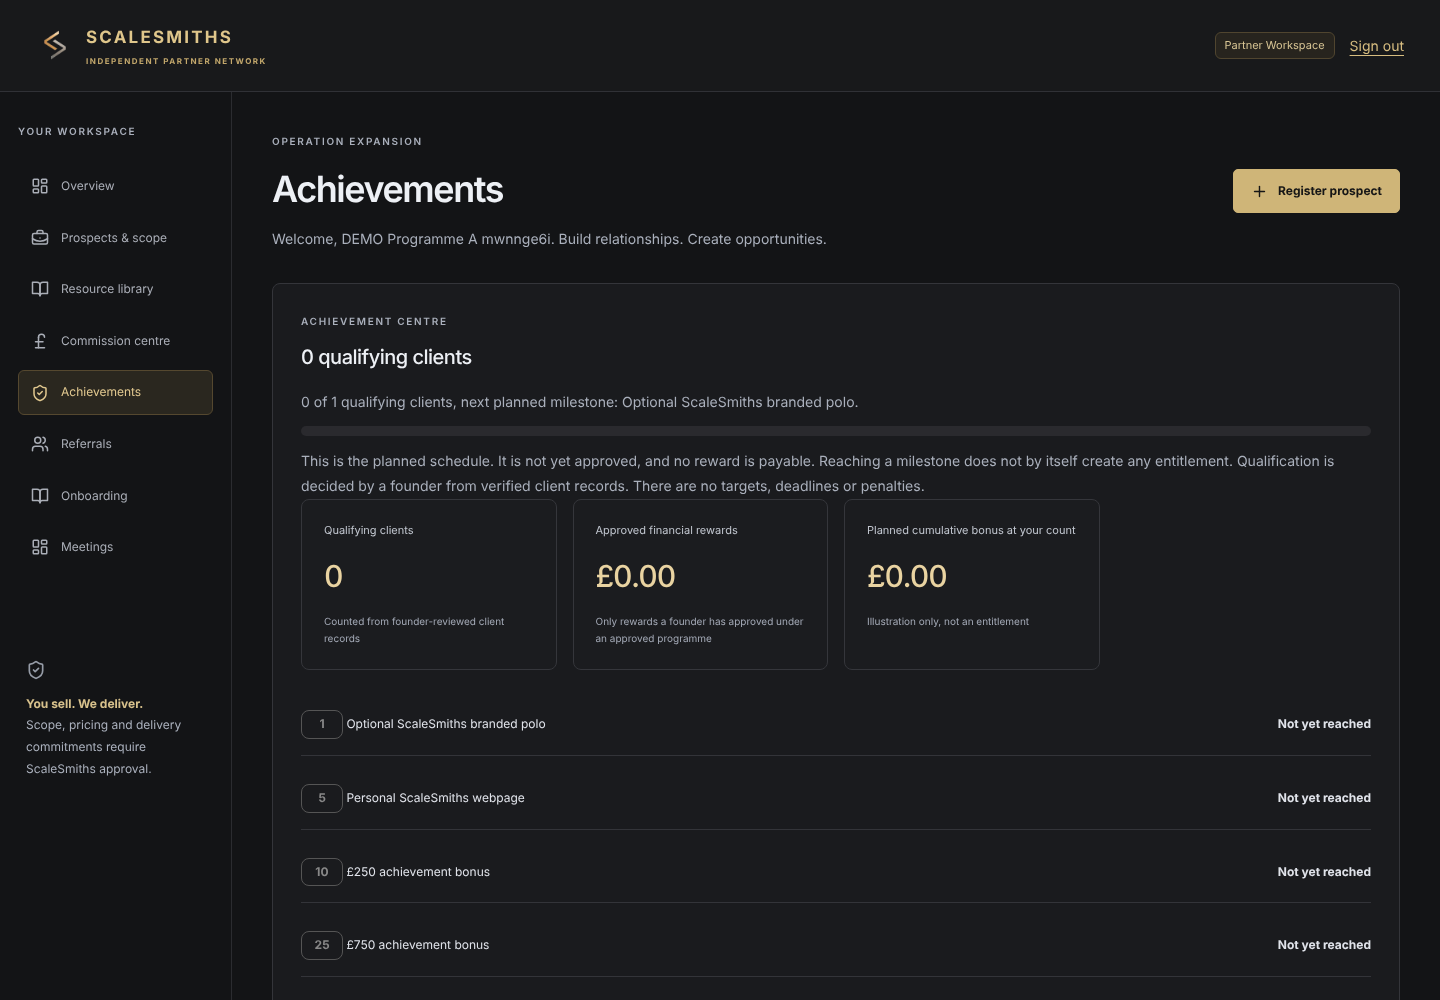 SCALESMITHS
INDEPENDENT PARTNER NETWORK
Partner Workspace
Sign out
YOUR WORKSPACE
Overview
Prospects & scope
Resource library
Commission centre
Achievements
Referrals
Onboarding
Meetings
You sell. We deliver.
Scope, pricing and delivery
commitments require
ScaleSmiths approval.
OPERATION EXPANSION
Achievements
Register prospect
Welcome, DEMO Programme A mwnnge6i. Build relationships. Create opportunities.
ACHIEVEMENT CENTRE
0 qualifying clients
0 of 1 qualifying clients, next planned milestone: Optional ScaleSmiths branded polo.
This is the planned schedule. It is not yet approved, and no reward is payable. Reaching a milestone does not by itself create any entitlement. Qualification is
decided by a founder from verified client records. There are no targets, deadlines or penalties.
Qualifying clients
0
Counted from founder-reviewed client
records
Approved financial rewards
£0.00
Only rewards a founder has approved under
an approved programme
Planned cumulative bonus at your count
£0.00
Illustration only, not an entitlement
1 Optional ScaleSmiths branded polo Not yet reached
5 Personal ScaleSmiths webpage Not yet reached
10 £250 achievement bonus Not yet reached
25 £750 achievement bonus Not yet reached